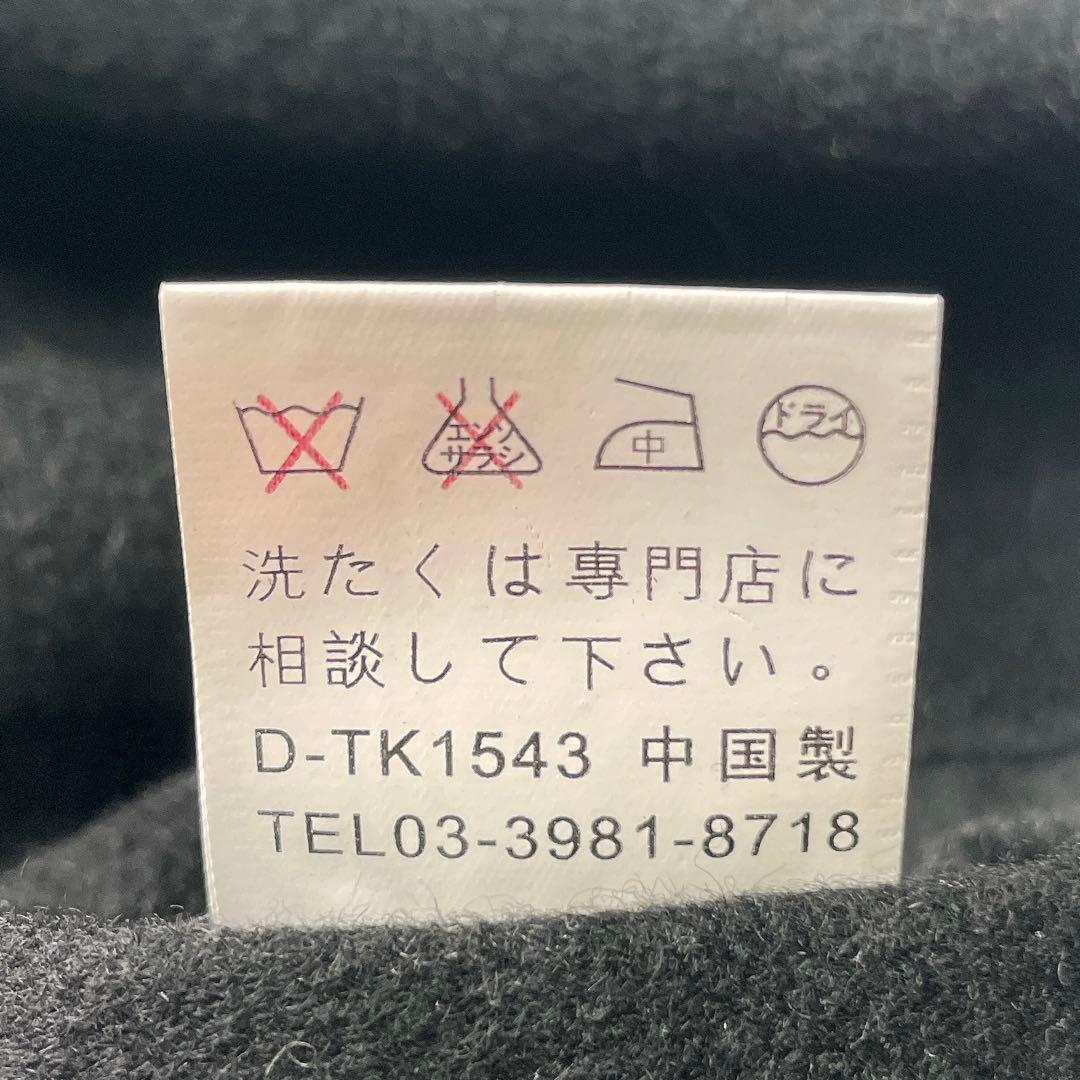 エンソ
サラシ
中
ドライ
洗たくは専門店に
相談して下さい。
D-TK1543 中国製
TEL03-3981-8718